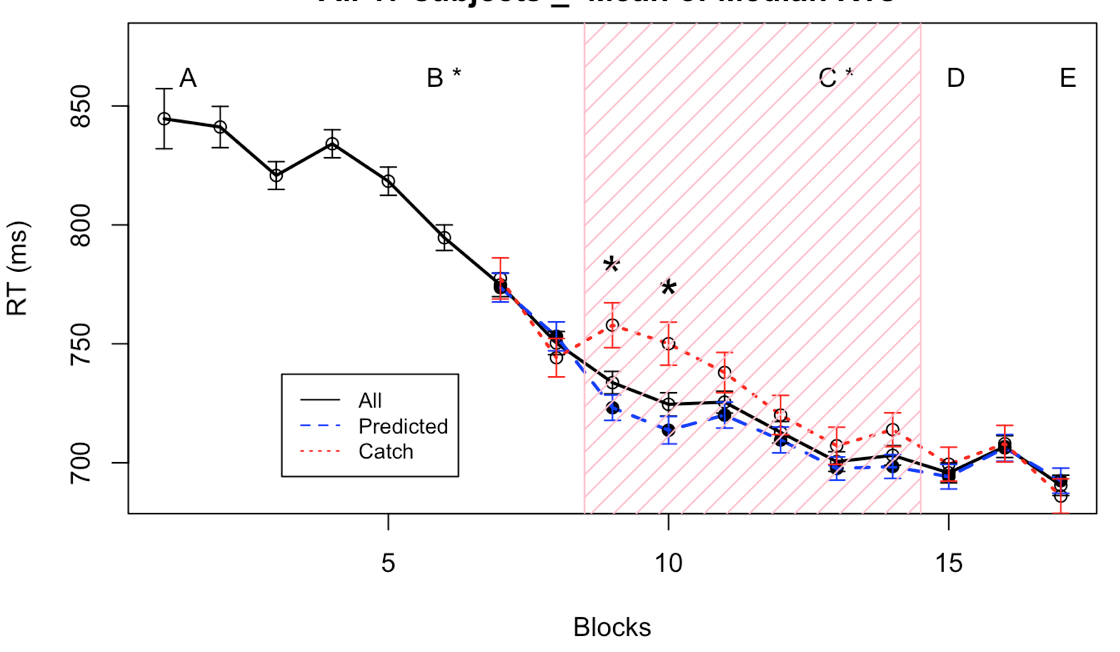 A B * C * D E
* *
RT (ms)
850
800
750
700
All
Predicted
Catch
5 10 15
Blocks